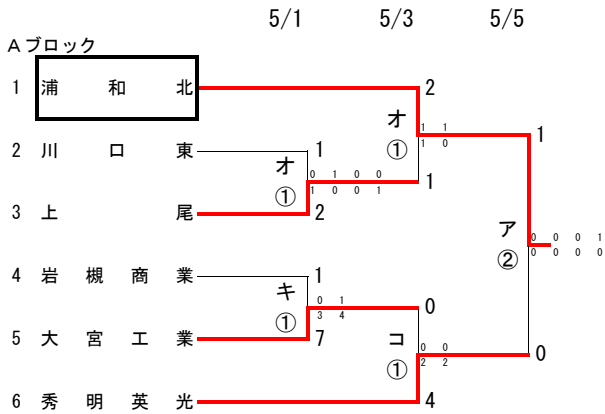 5/1 5/3 5/5
Aブロック
1 浦和北 2
オ ① 1 1
1 0
1
2 川口東 1
オ ① 0 1 0 0
1 0 0 1
1
3 上尾 2
ア ② 0 0 0 1
0 0 0 0
4 岩槻商業 1
キ ① 0 1
3 4
0
5 大宮工業 7
コ ① 0 0
2 2
0
6 秀明英光 4